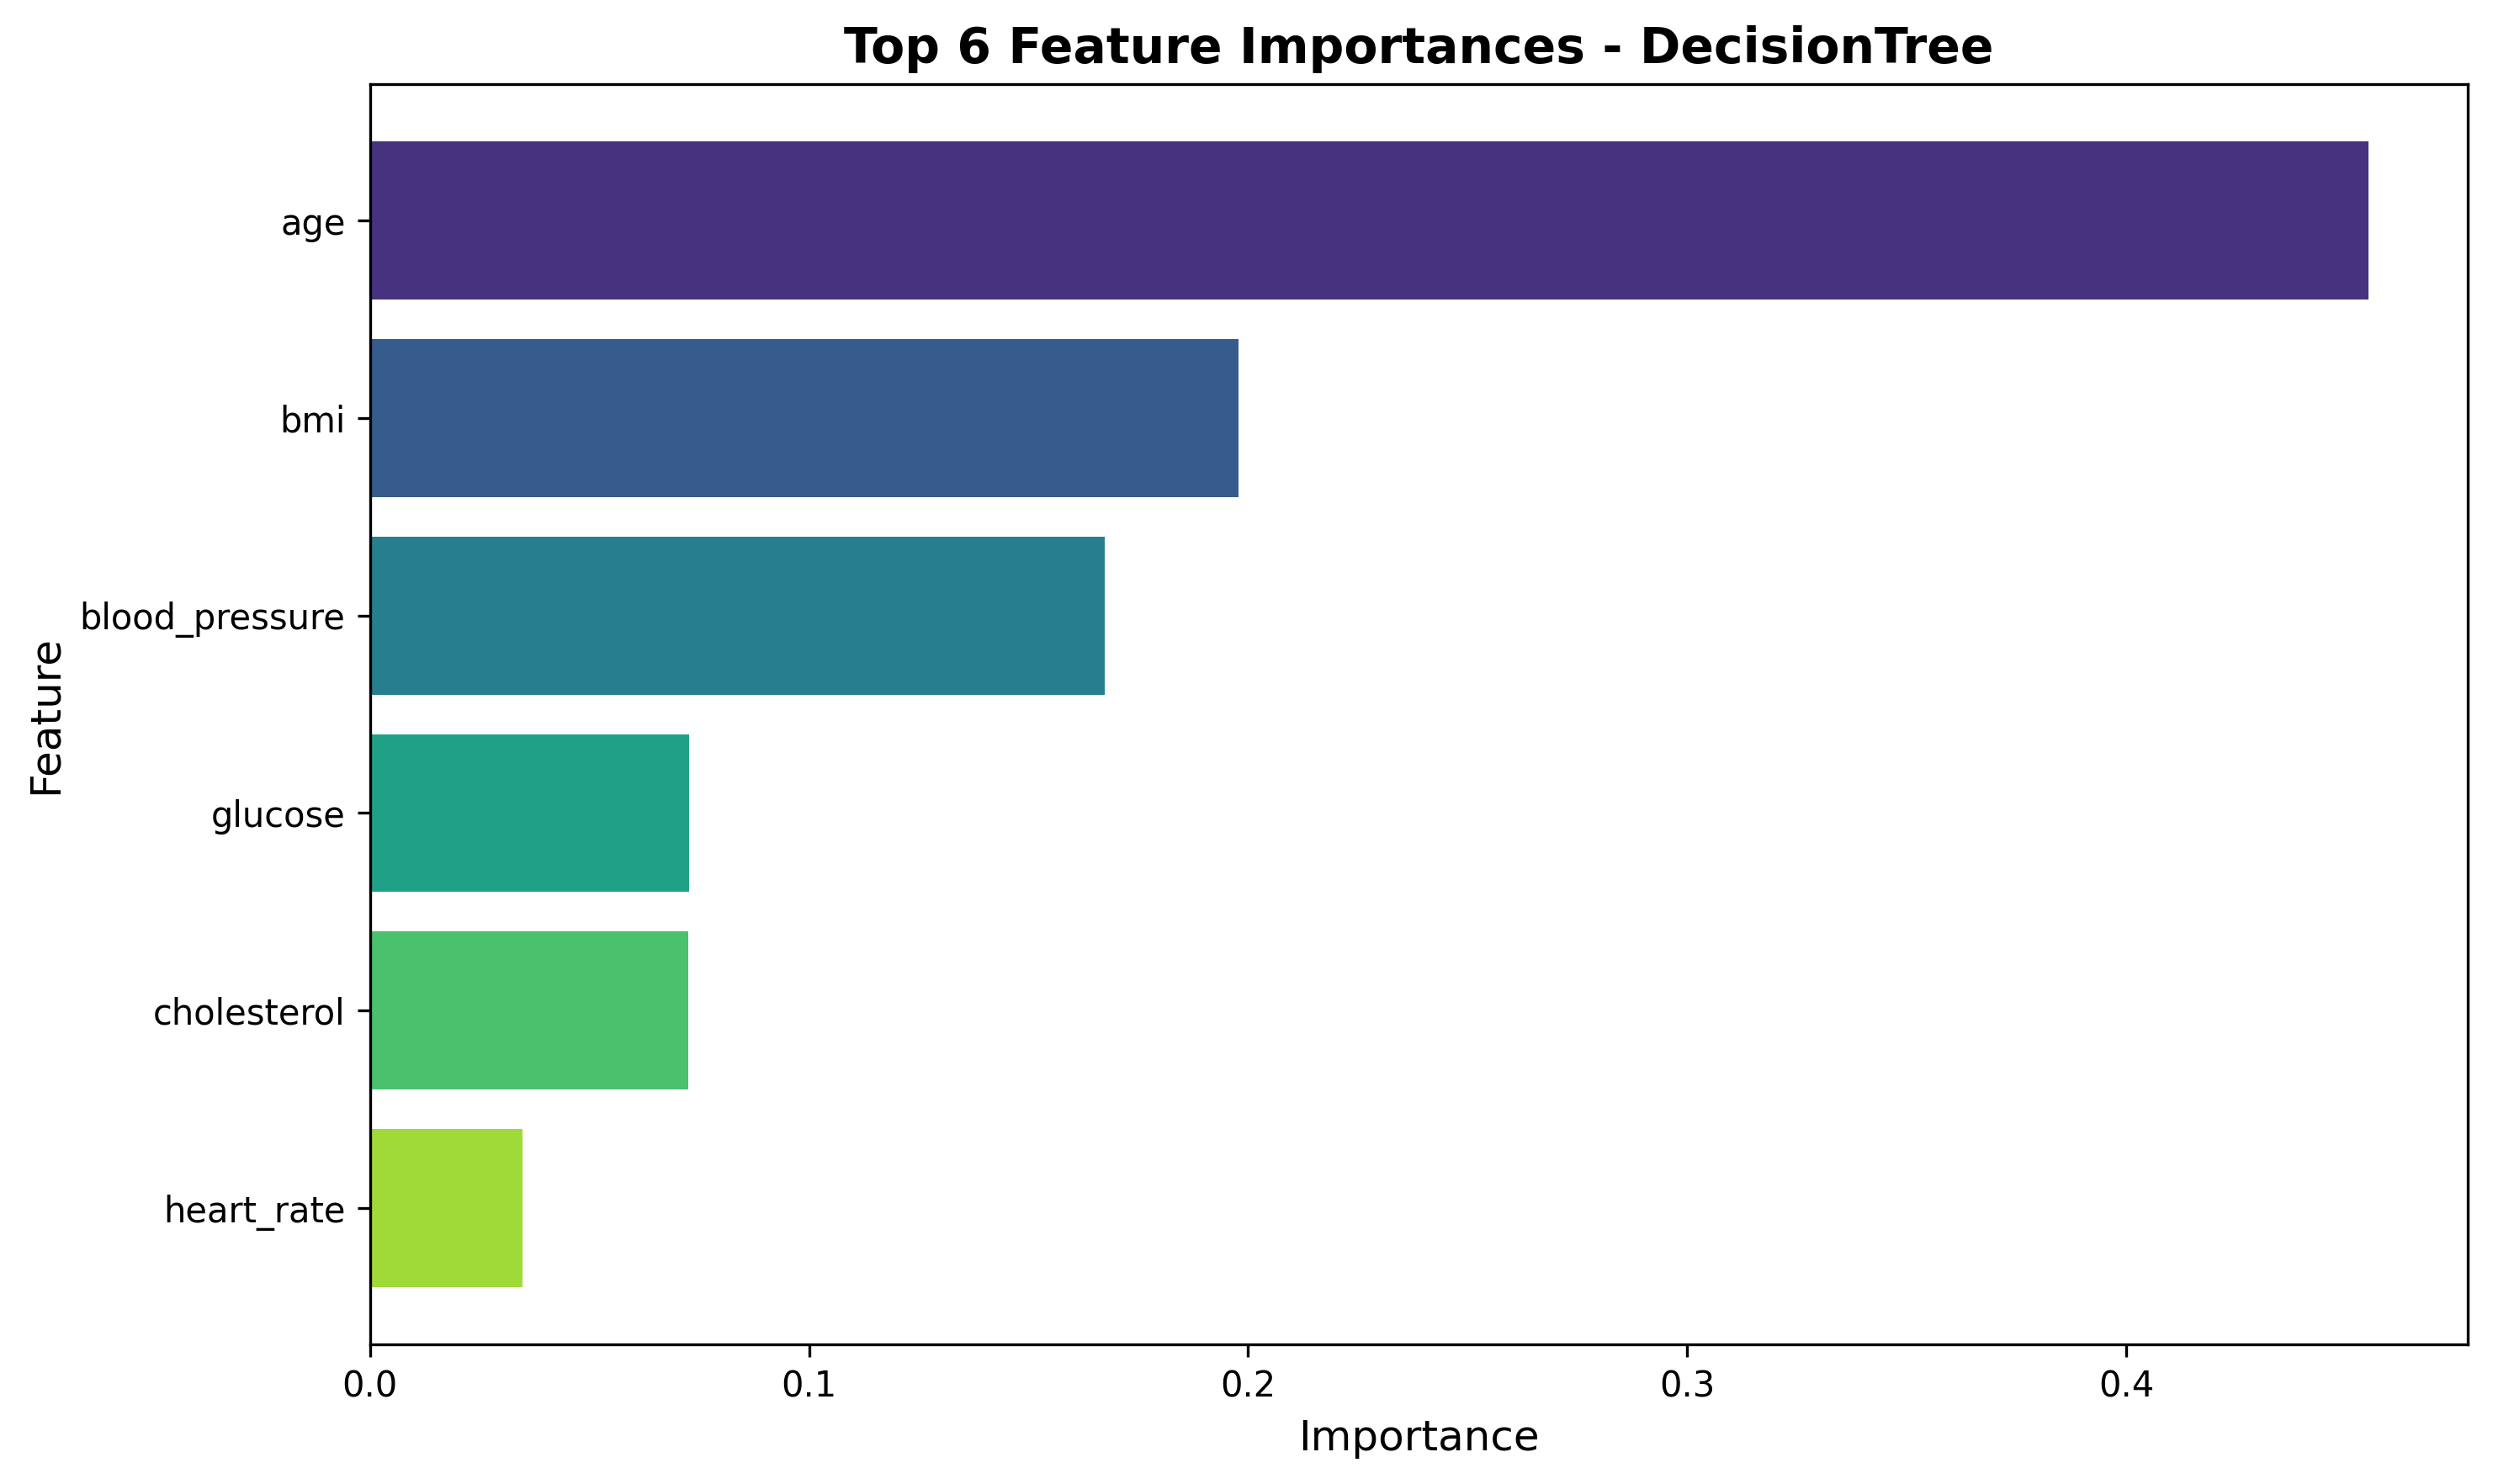 Top 6 Feature Importances - DecisionTree
age
bmi
blood_pressure
glucose
cholesterol
heart_rate
Feature
0.0 0.1 0.2 0.3 0.4
Importance